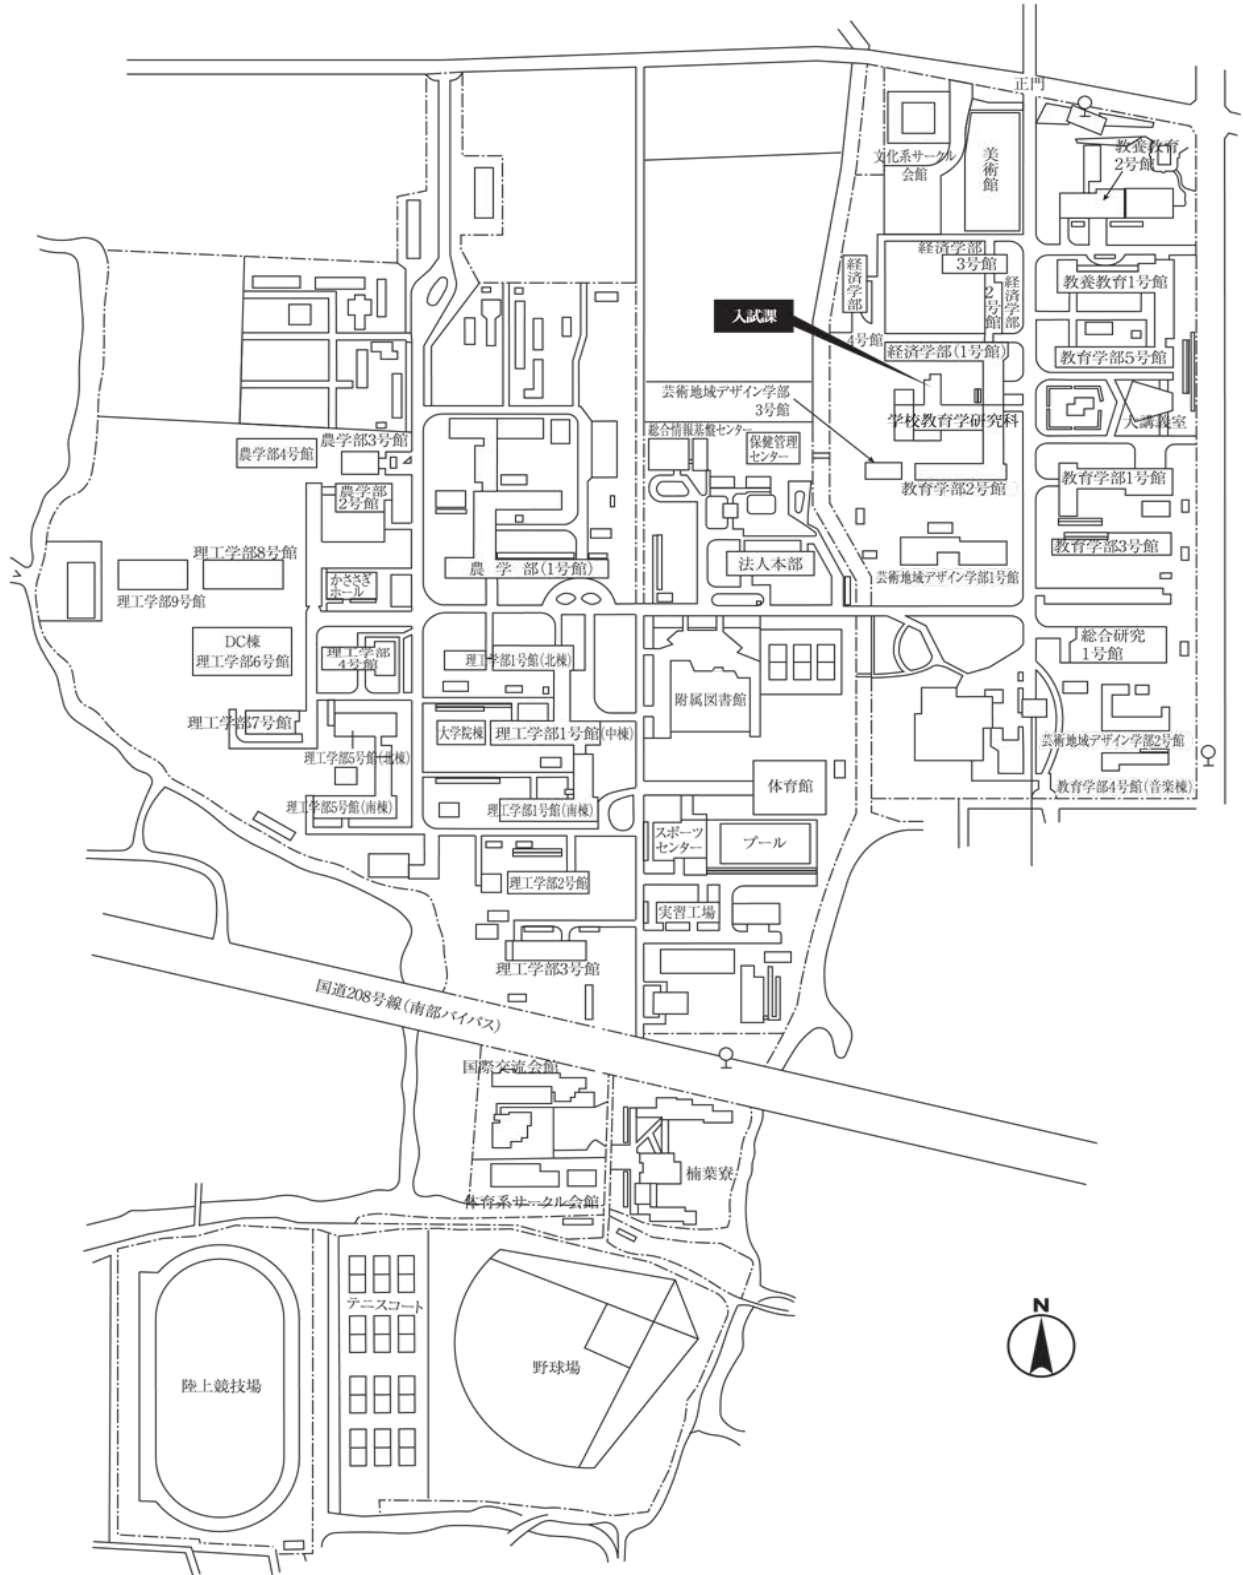 正門
教養教育
2号館
文化系サークル
会館
美術館
経済学部
3号館
経済学部
4号館
経済学部
2号館
教養教育1号館
入試課
経済学部(1号館)
教育学部5号館
芸術地域デザイン学部
3号館
学校教育学研究科
大講義室
総合情報基盤センター
保健管理
センター
農学部3号館
農学部4号館
教育学部2号館
教育学部1号館
農学部
2号館
教育学部3号館
理工学部8号館
農 学 部(1号館)
法人本部
芸術地域デザイン学部1号館
かささぎ
ホール
理工学部9号館
DC棟
理工学部6号館
理工学部
4号館
理工学部1号館(北棟)
総合研究
1号館
附属図書館
理工学部7号館
大学院棟
理工学部1号館(中棟)
芸術地域デザイン学部2号館
理工学部5号館(北棟)
体育館
教育学部4号館(音楽棟)
理工学部5号館(南棟)
理工学部1号館(南棟)
スポーツ
センター
プール
理工学部2号館
実習工場
理工学部3号館
国道208号線(南部バイパス)
国際交流会館
楠葉寮
体育系サークル会館
テニスコート
N
野球場
陸上競技場